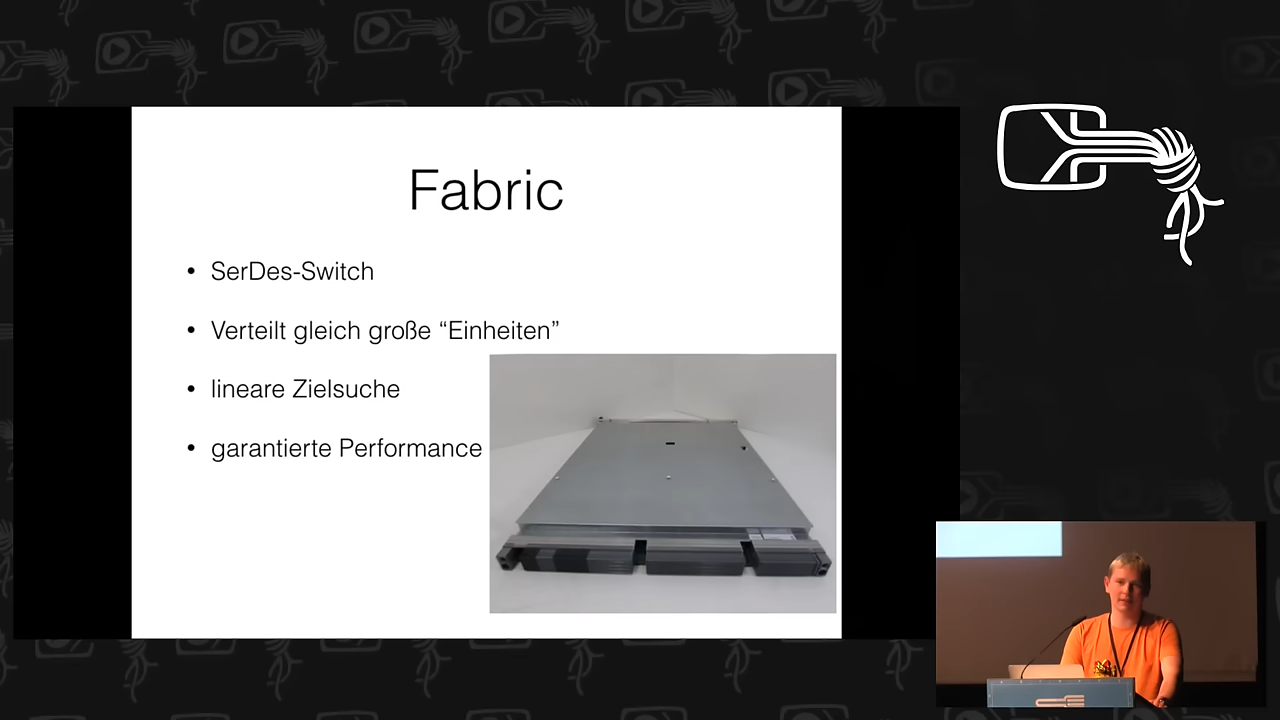 Fabric
• SerDes-Switch
• Verteilt gleich große “Einheiten”
• lineare Zielsuche
• garantierte Performance